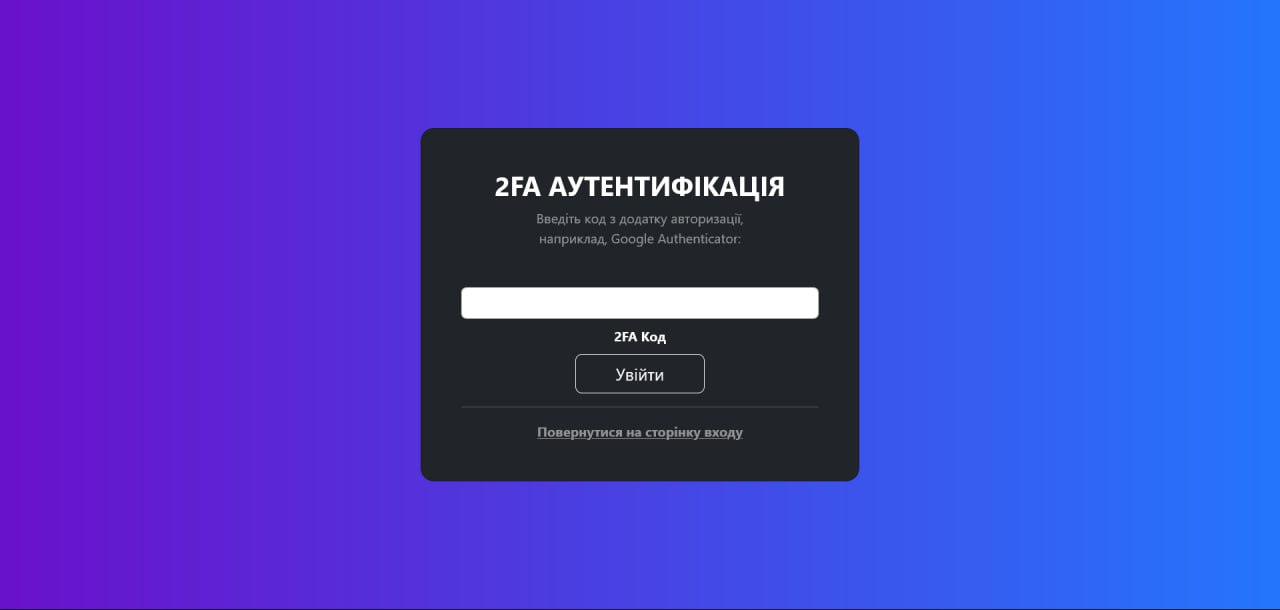 2FA АУТЕНТИФІКАЦІЯ
Введіть код з додатку авторизації,
наприклад, Google Authenticator:
2FA Код
Увійти
Повернутися на сторінку входу